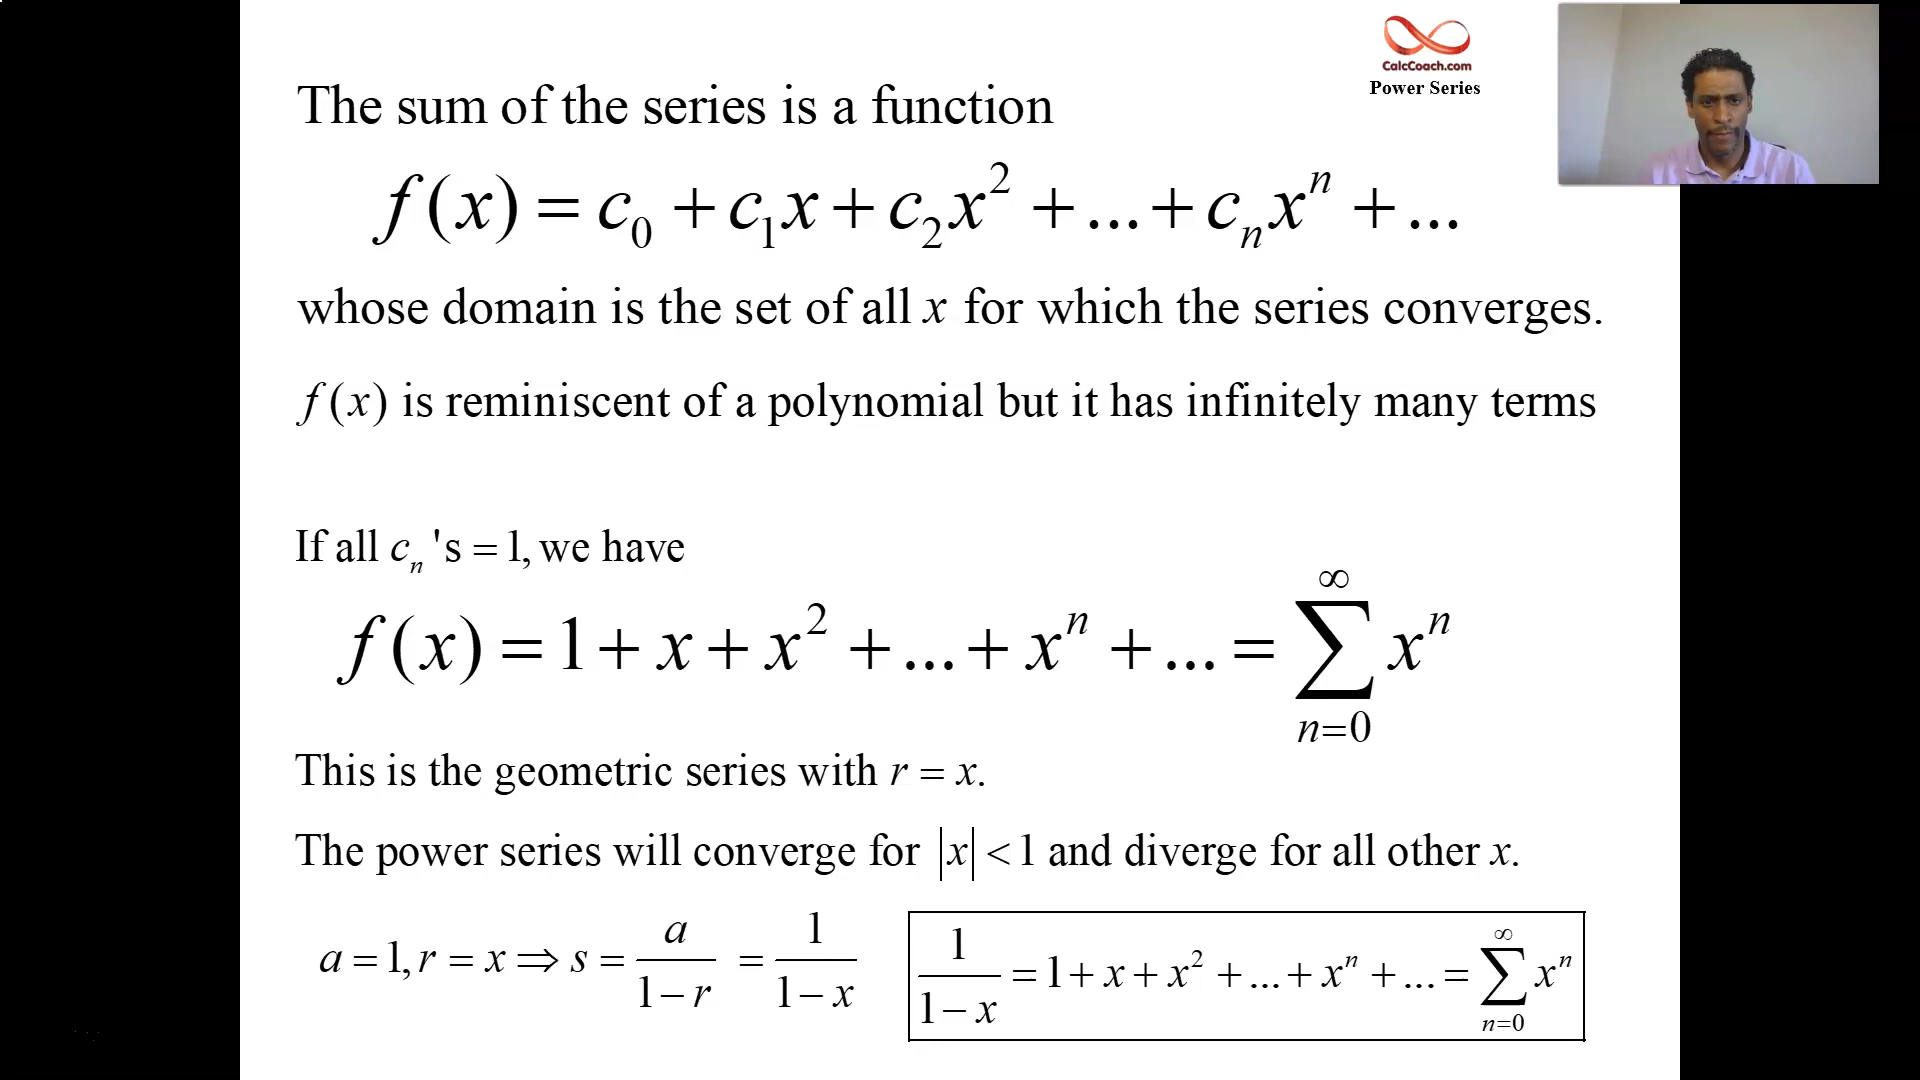 CalcCoach.com
Power Series
The sum of the series is a function
f(x) = c₀ + c₁x + c₂x² + ... + cₙxⁿ + ...
whose domain is the set of all x for which the series converges.
f(x) is reminiscent of a polynomial but it has infinitely many terms
If all cₙ's = 1, we have
f(x) = 1 + x + x² + ... + xⁿ + ... = ∑_{n=0}^{∞} xⁿ
This is the geometric series with r = x.
The power series will converge for |x| < 1 and diverge for all other x.
a = 1, r = x ⇒ s = a/(1−r) = 1/(1−x)
1/(1−x) = 1 + x + x² + ... + xⁿ + ... = ∑_{n=0}^{∞} xⁿ